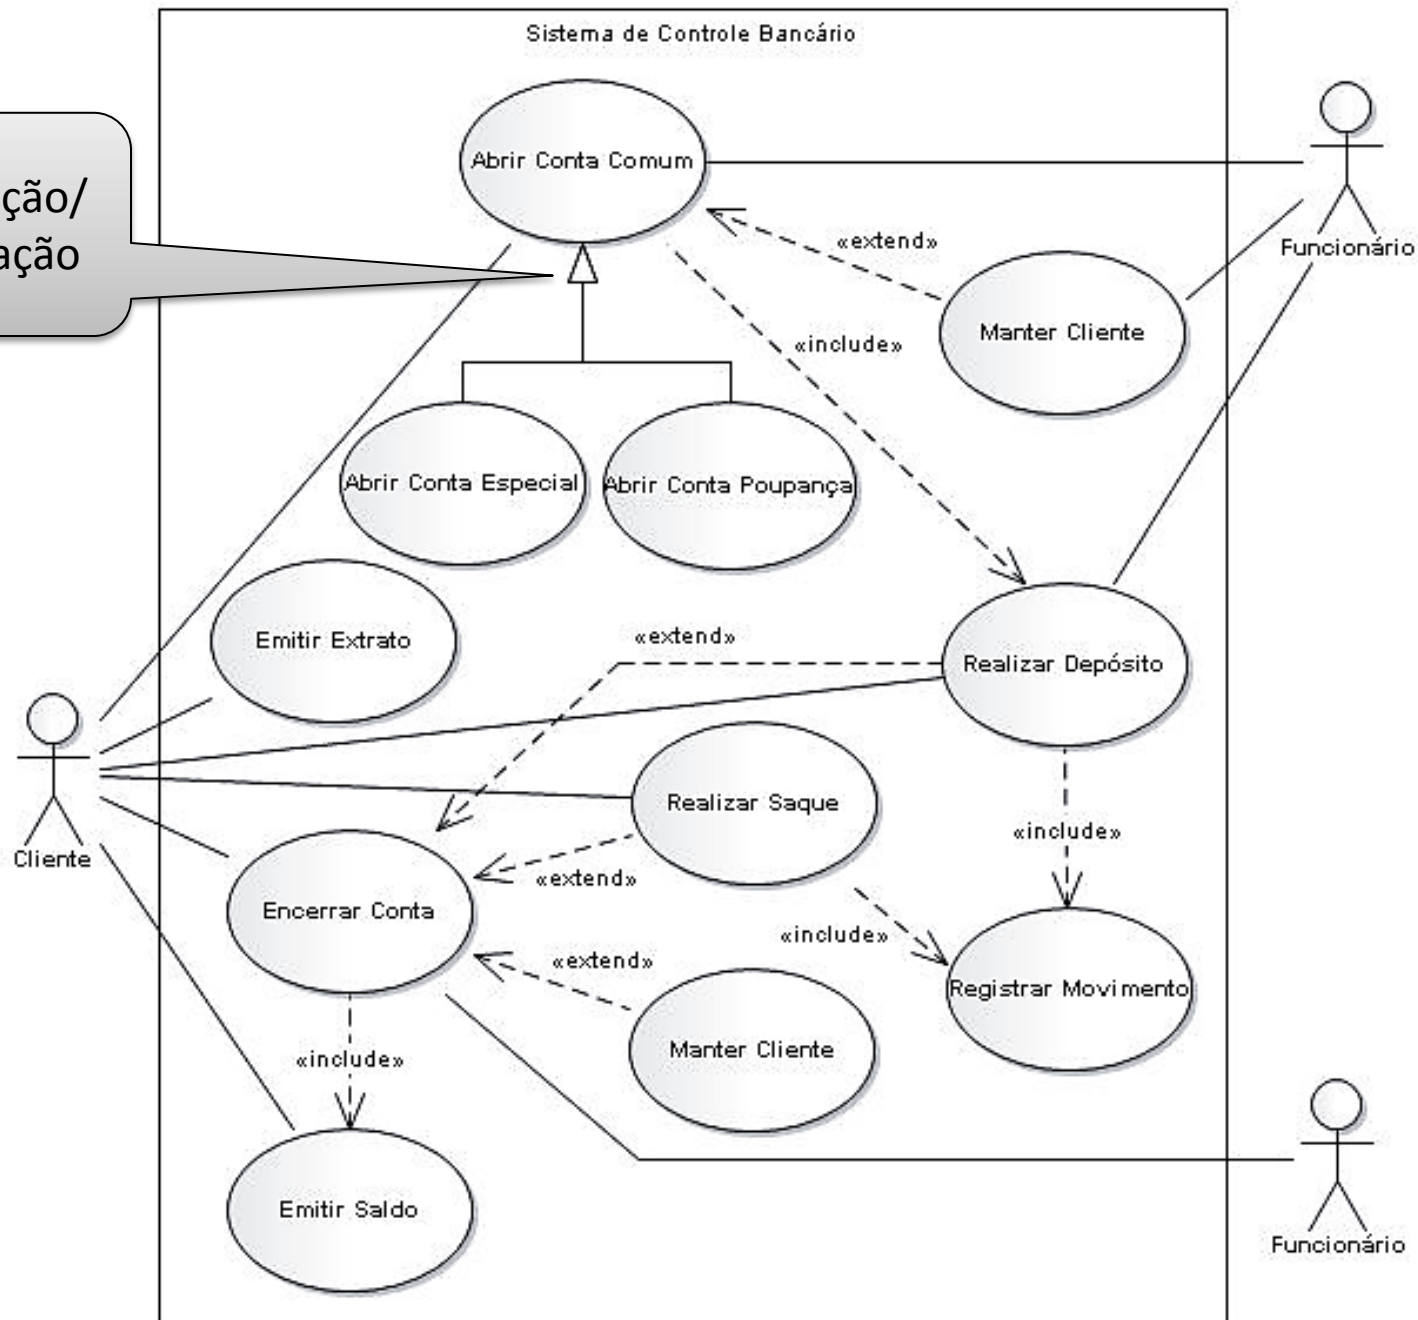 Sistema de Controle Bancário
Abrir Conta Comum
ção/
ação
«extend»
Funcionário
Manter Cliente
«include»
Abrir Conta Especial
Abrir Conta Poupança
Emitir Extrato
«extend»
Realizar Depósito
Realizar Saque
«include»
Cliente
«extend»
Encerrar Conta
«include»
«extend»
Registrar Movimento
Manter Cliente
«include»
Emitir Saldo
Funcionário